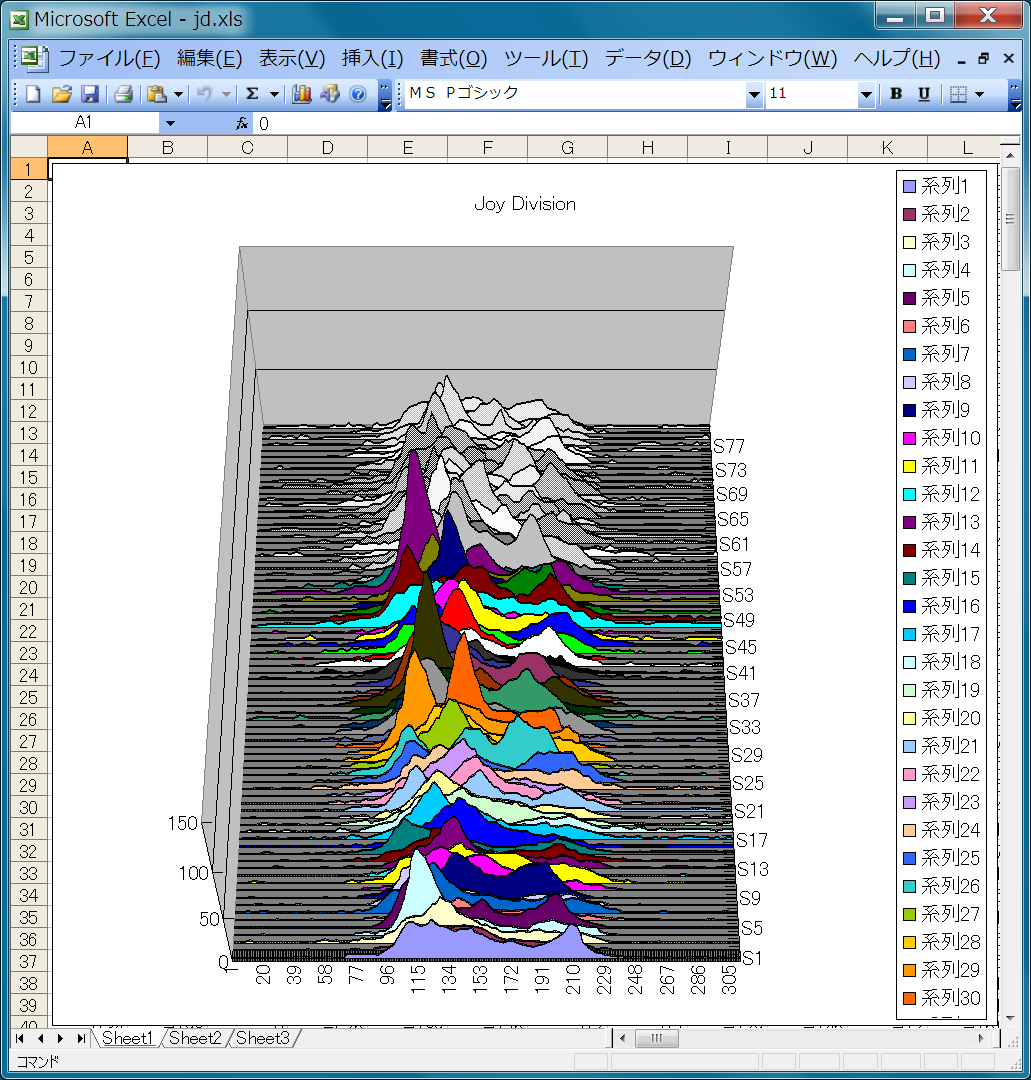 Microsoft Excel - jd.xls
ファイル(F) 編集(E) 表示(V) 挿入(I) 書式(O) ツール(T) データ(D) ウィンドウ(W) ヘルプ(H)
ＭＳ Ｐゴシック 11 B U
A1 fx 0
A B C D E F G H I J K L
1
2
3
4
5
6
7
8
9
10
11
12
13
14
15
16
17
18
19
20
21
22
23
24
25
26
27
28
29
30
31
32
33
34
35
36
37
38
39
40
Joy Division
S77
S73
S69
S65
S61
S57
S53
S49
S45
S41
S37
S33
S29
S25
S21
S17
S13
S9
S5
S1
150
100
50
0
1 20 39 58 77 96 115 134 153 172 191 210 229 248 267 286 305
系列1
系列2
系列3
系列4
系列5
系列6
系列7
系列8
系列9
系列10
系列11
系列12
系列13
系列14
系列15
系列16
系列17
系列18
系列19
系列20
系列21
系列22
系列23
系列24
系列25
系列26
系列27
系列28
系列29
系列30
Sheet1 Sheet2 Sheet3
コマンド